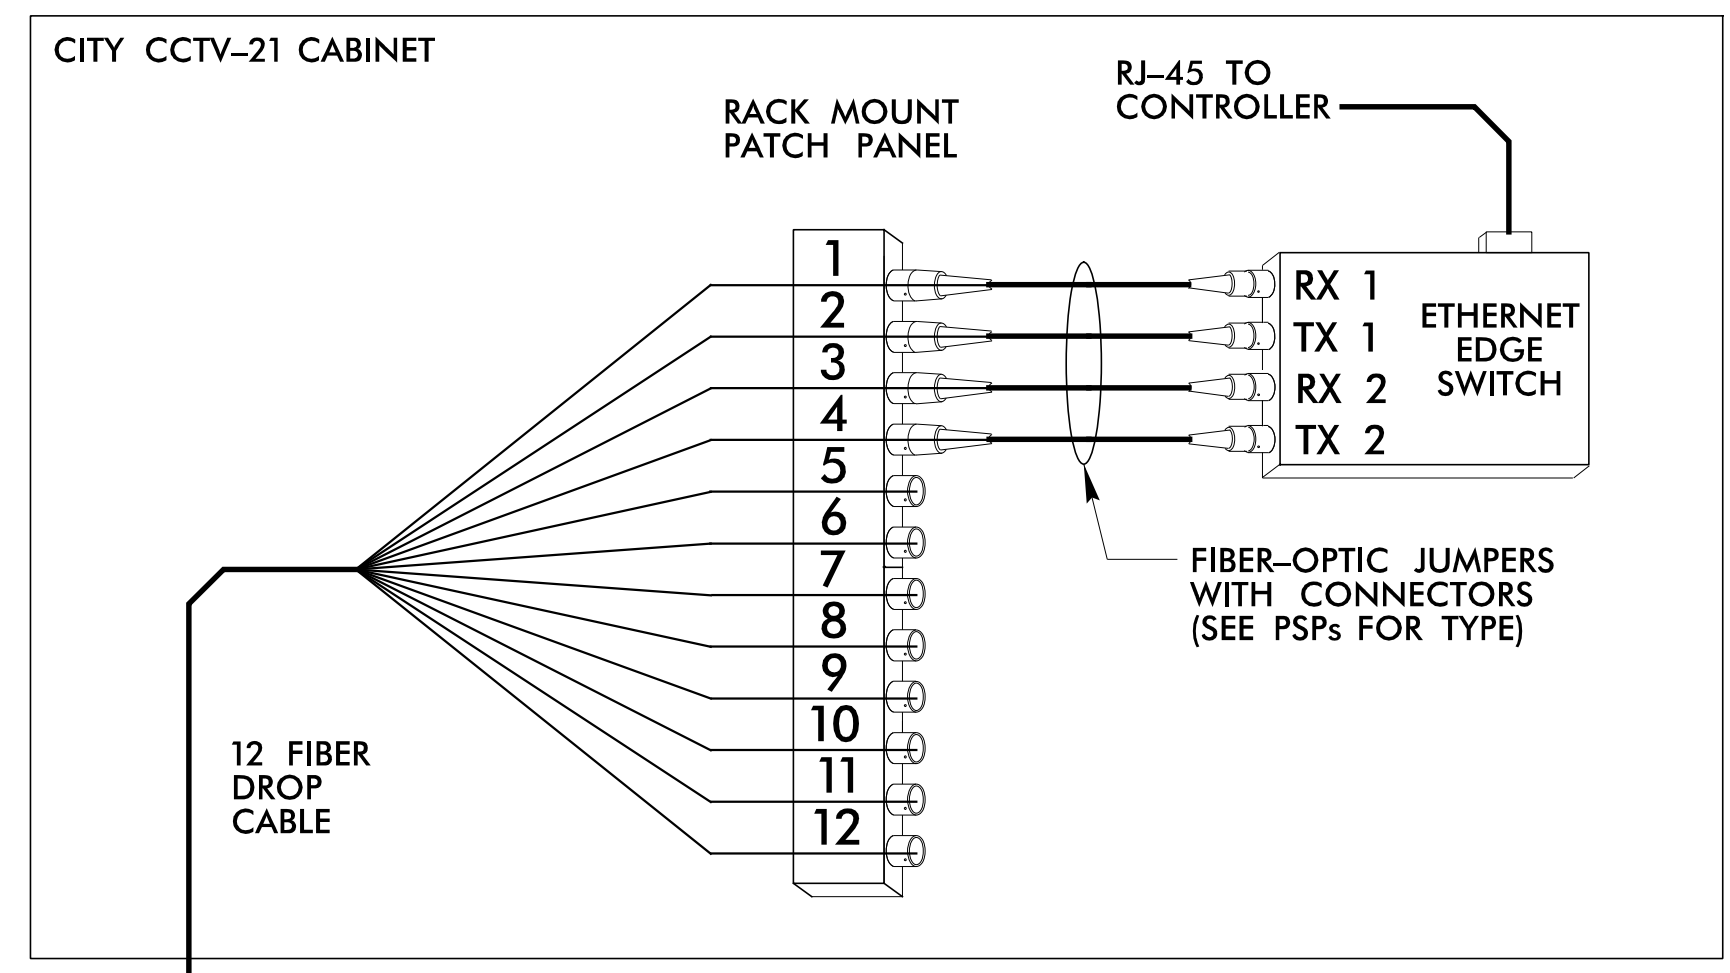 CITY CCTV–21 CABINET
RJ–45 TO
CONTROLLER
RACK MOUNT
PATCH PANEL
1
2
3
4
5
6
7
8
9
10
11
12
RX 1
TX 1
RX 2
TX 2
ETHERNET
EDGE
SWITCH
FIBER–OPTIC JUMPERS
WITH CONNECTORS
(SEE PSPs FOR TYPE)
12 FIBER
DROP
CABLE